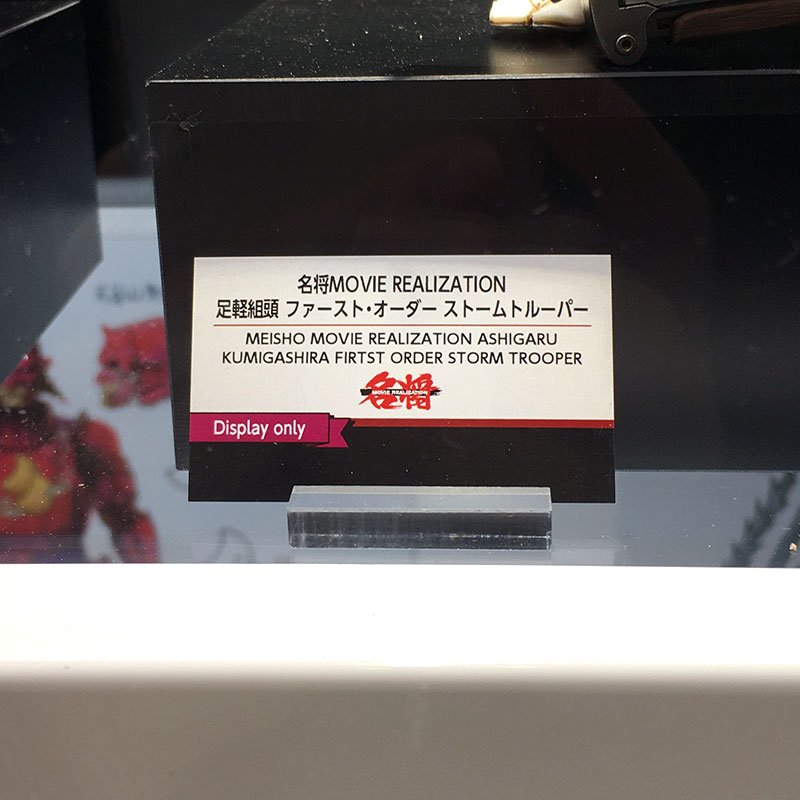 名将MOVIE REALIZATION
足軽組頭 ファースト・オーダー ストームトルーパー
MEISHO MOVIE REALIZATION ASHIGARU
KUMIGASHIRA FIRTST ORDER STORM TROOPER
名将
MOVIE REALIZATION
Display only